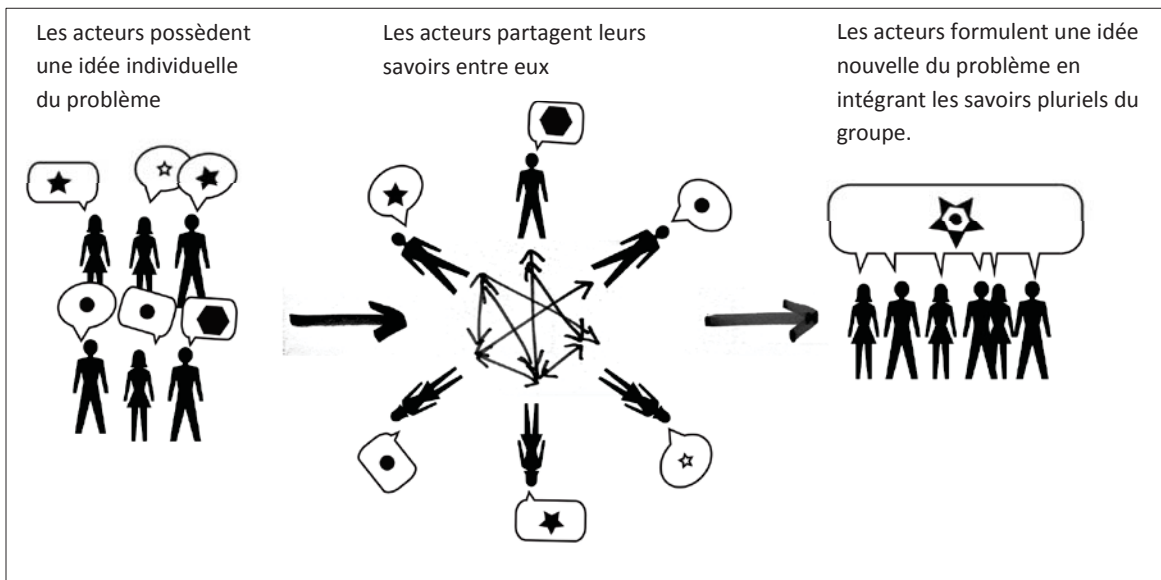 Les acteurs possèdent
une idée individuelle
du problème
Les acteurs partagent leurs
savoirs entre eux
Les acteurs formulent une idée
nouvelle du problème en
intégrant les savoirs pluriels du
groupe.